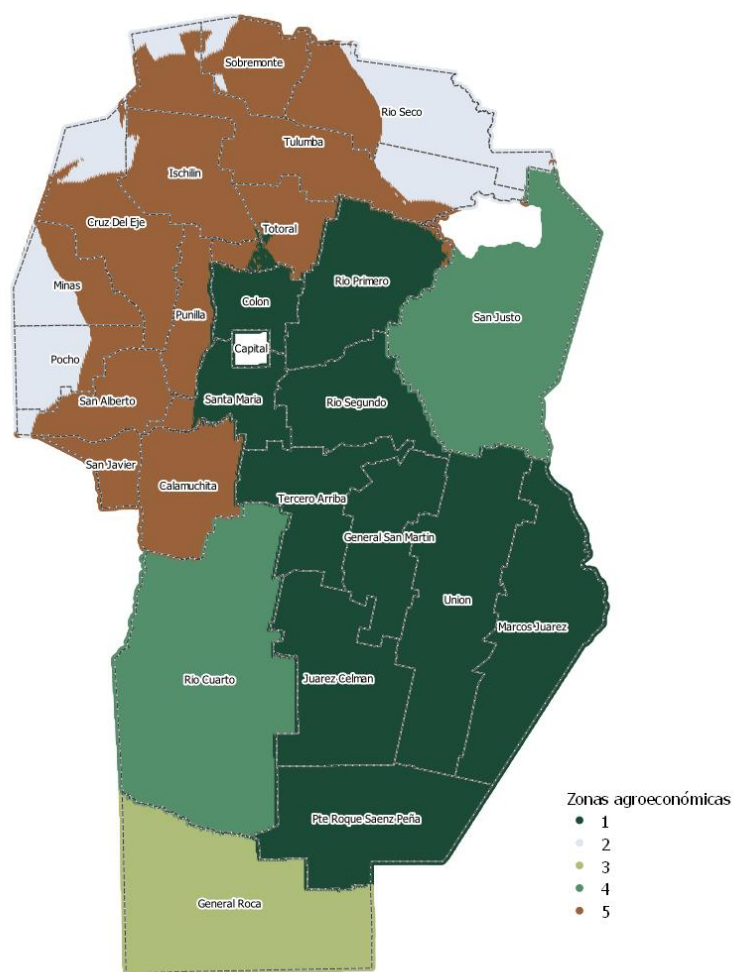 Sobremonte
Rio Seco
Tulumba
Ischilin
Cruz Del Eje
Totoral
Rio Primero
Minas
Colon
Punilla
San Justo
Capital
Pocho
San Alberto
Santa Maria
Rio Segundo
San Javier
Calamuchita
Tercero Arriba
General San Martin
Union
Marcos Juarez
Rio Cuarto
Juarez Celman
Zonas agroeconómicas
1
2
3
4
5
Pte Roque Saenz Peña
General Roca